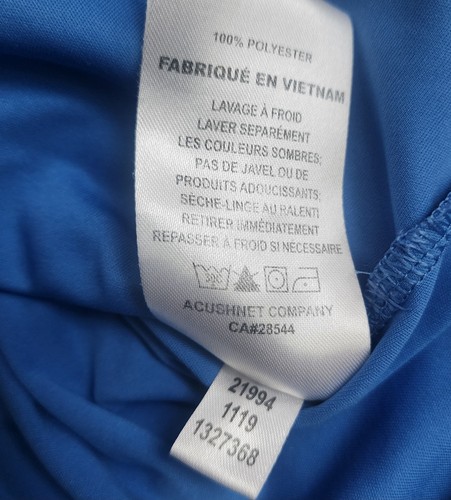 100% POLYESTER
FABRIQUÉ EN VIETNAM
LAVAGE À FROID
LAVER SEPARÉMENT
LES COULEURS SOMBRES;
PAS DE JAVEL OU DE
PRODUITS ADOUCISSANTS;
SÈCHE-LINGE AU RALENTI
RETIRER IMMÉDIATEMENT
REPASSER À FROID SI NÉCESSAIRE
ACUSHNET COMPANY
CA#28544
21994
1119
1327368